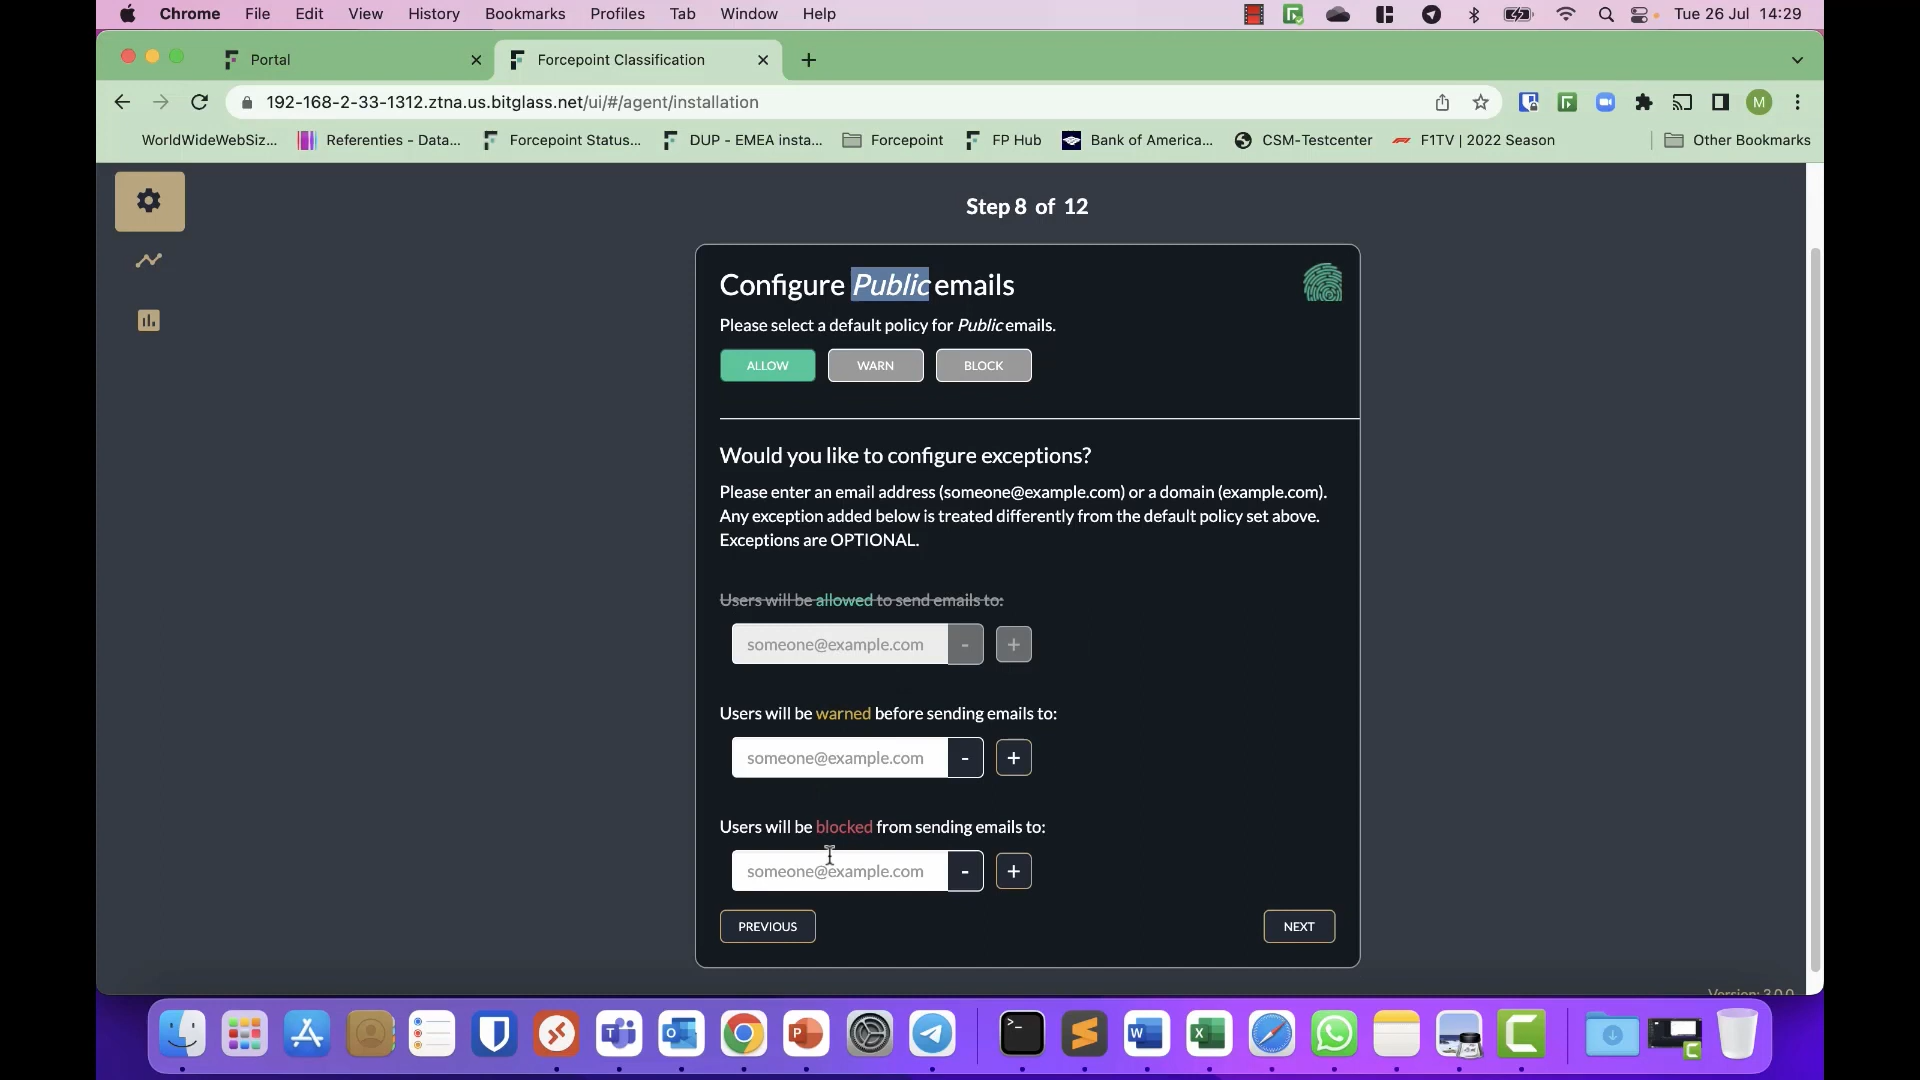 Chrome File Edit View History Bookmarks Profiles Tab Window Help Tue 26 Jul 14:29
Portal Forcepoint Classification
192-168-2-33-1312.ztna.us.bitglass.net/ui/#/agent/installation M
WorldWideWebSiz... Referenties - Data... Forcepoint Status... DUP - EMEA insta... Forcepoint FP Hub Bank of America... CSM-Testcenter F1TV | 2022 Season Other Bookmarks
Step 8 of 12
Configure Public emails
Please select a default policy for Public emails.
ALLOW WARN BLOCK
Would you like to configure exceptions?
Please enter an email address (someone@example.com) or a domain (example.com).
Any exception added below is treated differently from the default policy set above.
Exceptions are OPTIONAL.
Users will be allowed to send emails to:
someone@example.com - +
Users will be warned before sending emails to:
someone@example.com - +
Users will be blocked from sending emails to:
someone@example.com - +
PREVIOUS NEXT
Version: 3.0.0